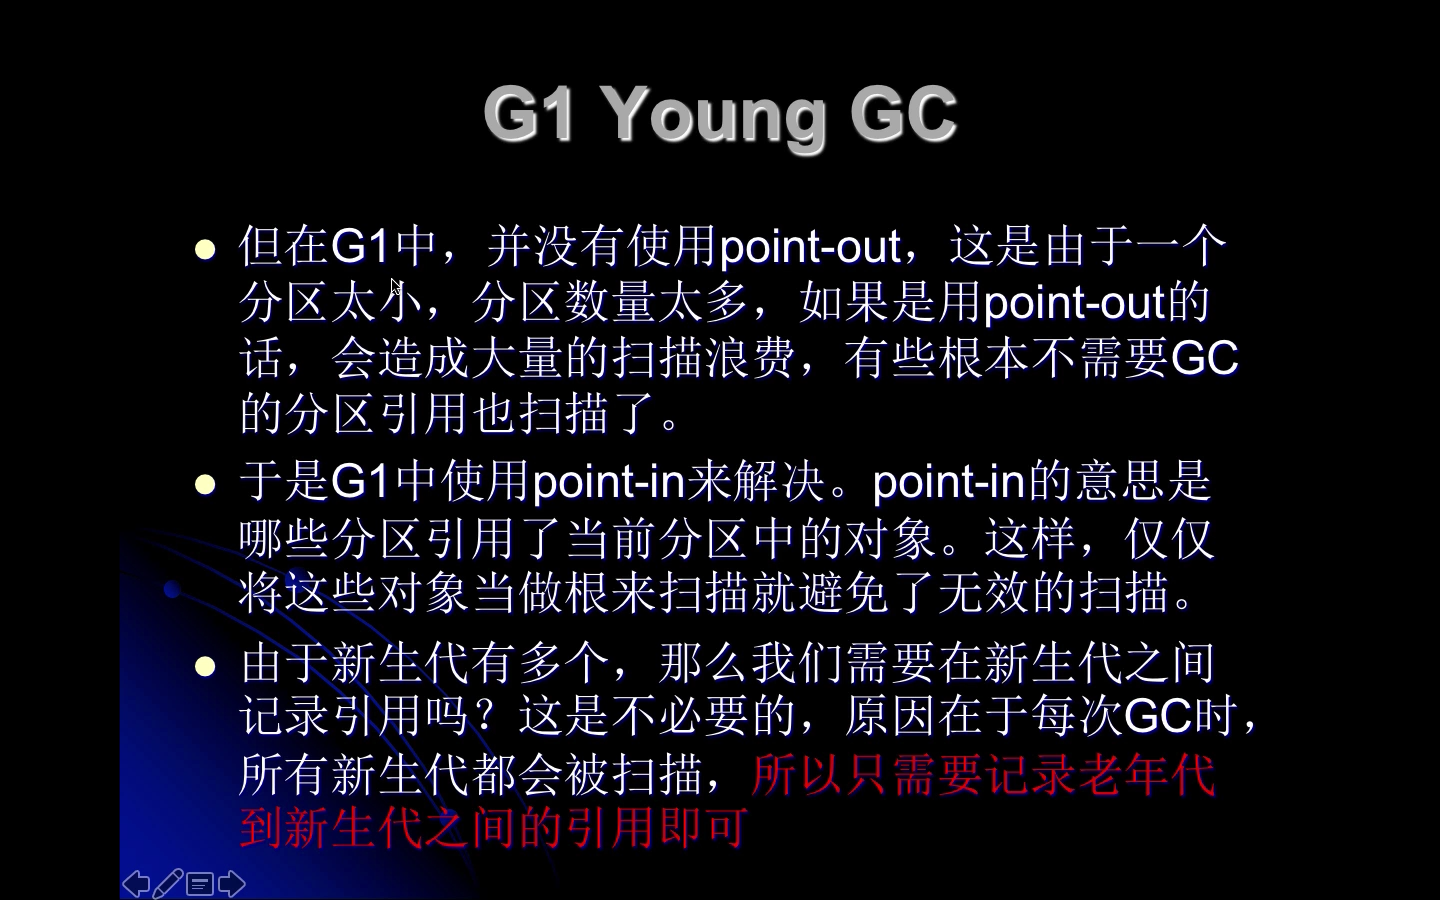 G1 Young GC
但在G1中，并没有使用point-out，这是由于一个
分区太小，分区数量太多，如果是用point-out的
话，会造成大量的扫描浪费，有些根本不需要GC
的分区引用也扫描了。
于是G1中使用point-in来解决。point-in的意思是
哪些分区引用了当前分区中的对象。这样，仅仅
将这些对象当做根来扫描就避免了无效的扫描。
由于新生代有多个，那么我们需要在新生代之间
记录引用吗？这是不必要的，原因在于每次GC时，
所有新生代都会被扫描，所以只需要记录老年代
到新生代之间的引用即可